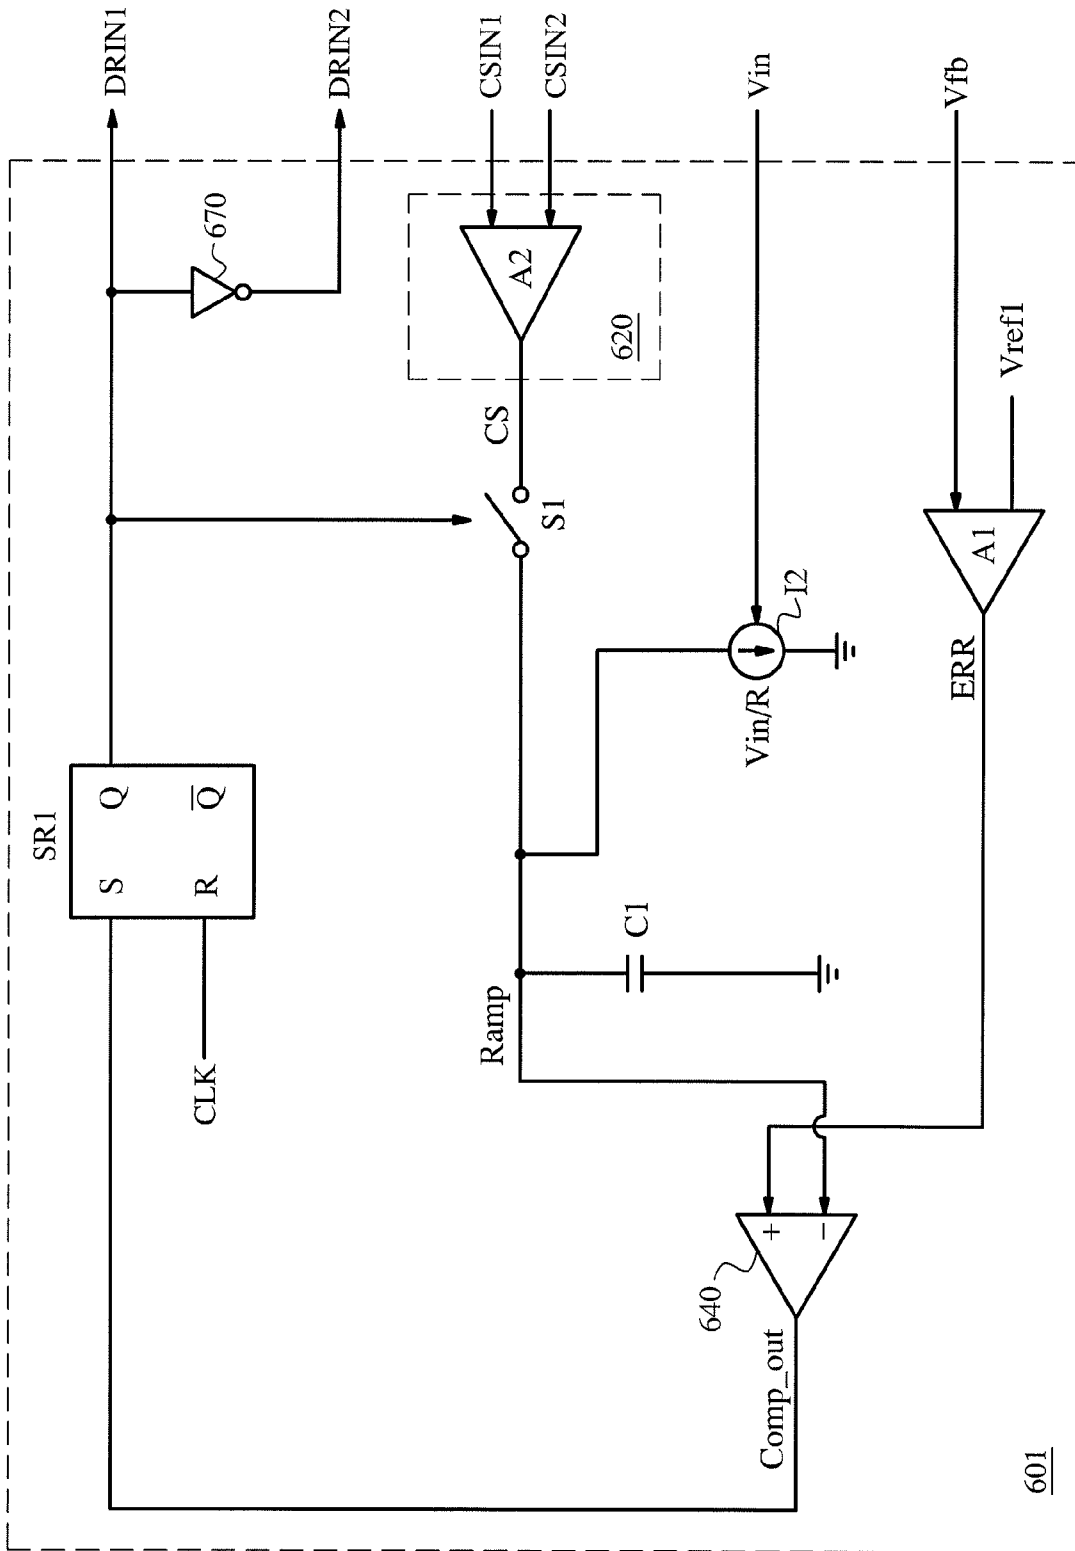 DRIN1
DRIN2
CSIN1
CSIN2
Vin
Vfb
670
A2
620
CS
S1
Vref1
A1
I2
Vin/R
ERR
SR1
S
Q
R
Q̅
CLK
C1
Ramp
+
−
640
Comp_out
601